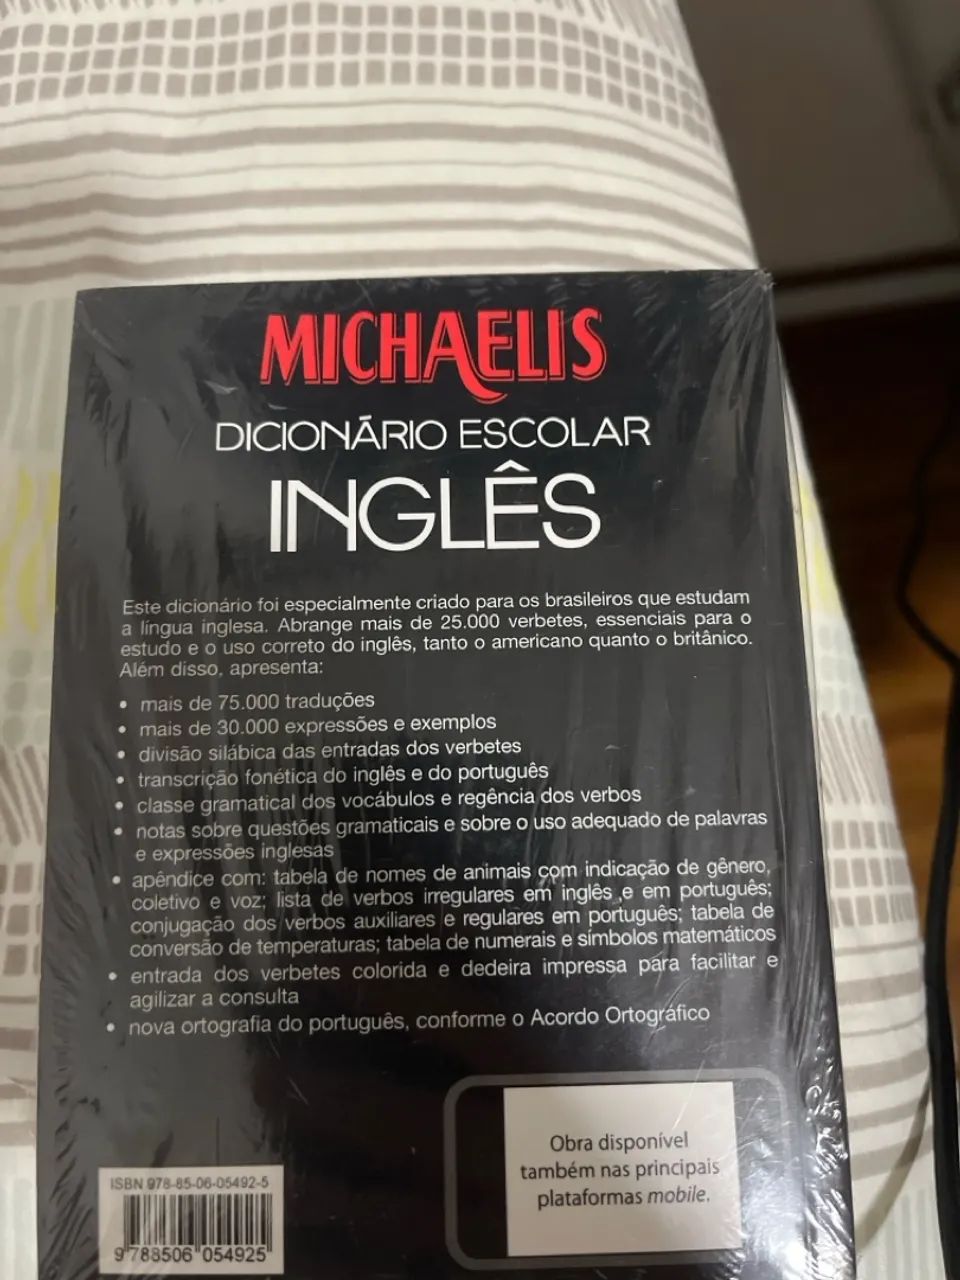 MICHAELIS
DICIONÁRIO ESCOLAR
INGLÊS
Este dicionário foi especialmente criado para os brasileiros que estudam
a língua inglesa. Abrange mais de 25.000 verbetes, essenciais para o
estudo e o uso correto do inglês, tanto o americano quanto o britânico.
Além disso, apresenta:
• mais de 75.000 traduções
• mais de 30.000 expressões e exemplos
• divisão silábica das entradas dos verbetes
• transcrição fonética do inglês e do português
• classe gramatical dos vocábulos e regência dos verbos
• notas sobre questões gramaticais e sobre o uso adequado de palavras
e expressões inglesas
• apêndice com: tabela de nomes de animais com indicação de gênero,
coletivo e voz; lista de verbos irregulares em inglês e em português;
conjugação dos verbos auxiliares e regulares em português; tabela de
conversão de temperaturas; tabela de numerais e símbolos matemáticos
• entrada dos verbetes colorida e dedeira impressa para facilitar e
agilizar a consulta
• nova ortografia do português, conforme o Acordo Ortográfico
Obra disponível
também nas principais
plataformas mobile.
ISBN 978-85-06-05492-5
9 788506 054925